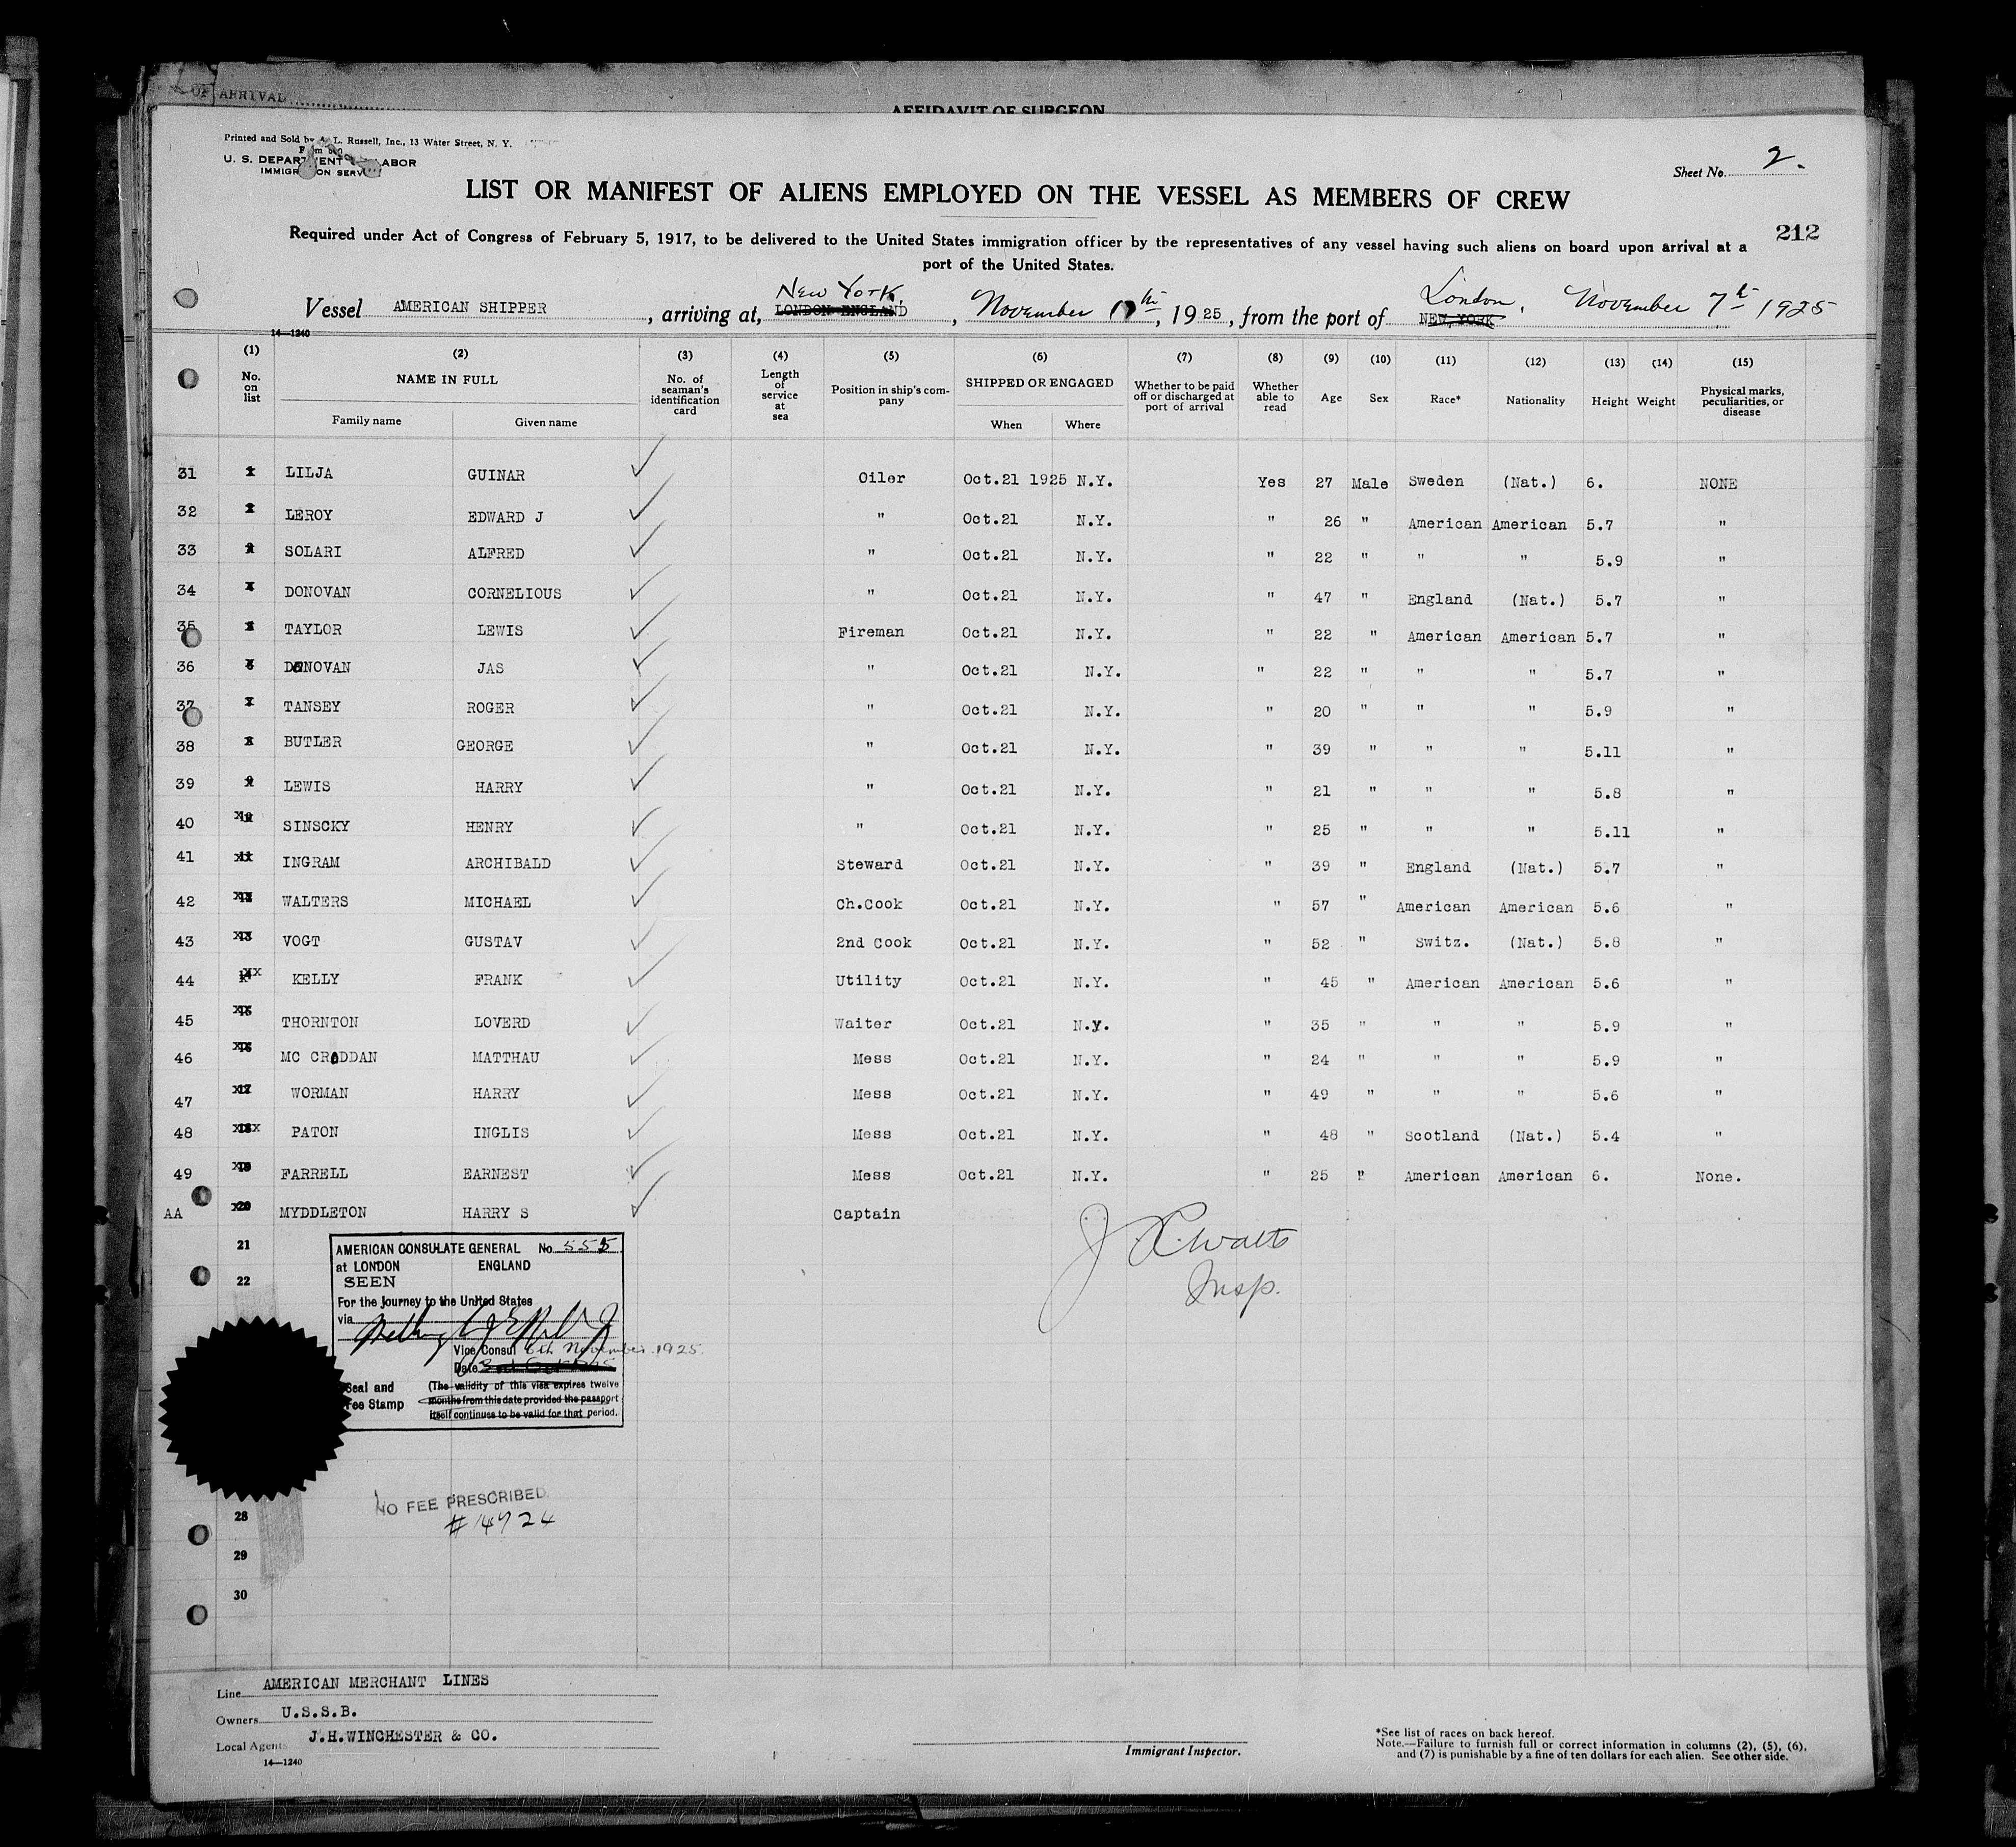 OF ARRIVAL
AFFIDAVIT OF SURGEON
Printed and Sold by L. Russell, Inc., 13 Water Street, N. Y.
U. S. DEPARTMENT LABOR
IMMIGRATION SERVICE
Sheet No. 2.
LIST OR MANIFEST OF ALIENS EMPLOYED ON THE VESSEL AS MEMBERS OF CREW
212
Required under Act of Congress of February 5, 1917, to be delivered to the United States immigration officer by the representatives of any vessel having such aliens on board upon arrival at a
port of the United States.
New York, London, November 7th 1925
Vessel AMERICAN SHIPPER, arriving at, LONDON ENGLAND, November th, 1925, from the port of NEW YORK
14—1240
(1) (2) (3) (4) (5) (6) (7) (8) (9) (10) (11) (12) (13) (14) (15)
No. on list NAME IN FULL No. of seaman's identification card Length of service at sea Position in ship's company SHIPPED OR ENGAGED Whether to be paid off or discharged at port of arrival Whether able to read Age Sex Race* Nationality Height Weight Physical marks, peculiarities, or disease
Family name Given name When Where
31 LILJA GUINAR Oiler Oct.21 1925 N.Y. Yes 27 Male Sweden (Nat.) 6. NONE
32 LEROY EDWARD J " Oct.21 N.Y. " 26 " American American 5.7 "
33 SOLARI ALFRED " Oct.21 N.Y. " 22 " " " 5.9 "
34 DONOVAN CORNELIOUS " Oct.21 N.Y. " 47 " England (Nat.) 5.7 "
35 TAYLOR LEWIS Fireman Oct.21 N.Y. " 22 " American American 5.7 "
36 DONOVAN JAS " Oct.21 N.Y. " 22 " " " 5.7 "
37 TANSEY ROGER " Oct.21 N.Y. " 20 " " " 5.9 "
38 BUTLER GEORGE " Oct.21 N.Y. " 39 " " " 5.11 "
39 LEWIS HARRY " Oct.21 N.Y. " 21 " " " 5.8 "
40 SINSCKY HENRY " Oct.21 N.Y. " 25 " " " 5.11 "
41 INGRAM ARCHIBALD Steward Oct.21 N.Y. " 39 " England (Nat.) 5.7 "
42 WALTERS MICHAEL Ch.Cook Oct.21 N.Y. " 57 " American American 5.6 "
43 VOGT GUSTAV 2nd Cook Oct.21 N.Y. " 52 " Switz. (Nat.) 5.8 "
44 KELLY FRANK Utility Oct.21 N.Y. " 45 " American American 5.6 "
45 THORNTON LOVERD Waiter Oct.21 N.Y. " 35 " " " 5.9 "
46 MC CRODDAN MATTHAU Mess Oct.21 N.Y. " 24 " " " 5.9 "
47 WORMAN HARRY Mess Oct.21 N.Y. " 49 " " " 5.6 "
48 PATON INGLIS Mess Oct.21 N.Y. " 48 " Scotland (Nat.) 5.4 "
49 FARRELL EARNEST Mess Oct.21 N.Y. " 25 " American American 6. None.
AA 20 MYDDLETON HARRY S Captain
Insp.
21
22
AMERICAN CONSULATE GENERAL No. 555
at LONDON ENGLAND
SEEN
For the journey to the United States
via
Vice Consul 6th November 1925.
Date
Seal and Fee Stamp
(The validity of this visa expires twelve
months from this date provided the passport
itself continues to be valid for that period.
NO FEE PRESCRIBED
# 14724
28
29
30
Line AMERICAN MERCHANT LINES
Owners U.S.S.B.
Local Agents J.H.WINCHESTER & CO.
14—1240
Immigrant Inspector.
*See list of races on back hereof.
Note.—Failure to furnish full or correct information in columns (2), (5), (6),
and (7) is punishable by a fine of ten dollars for each alien. See other side.